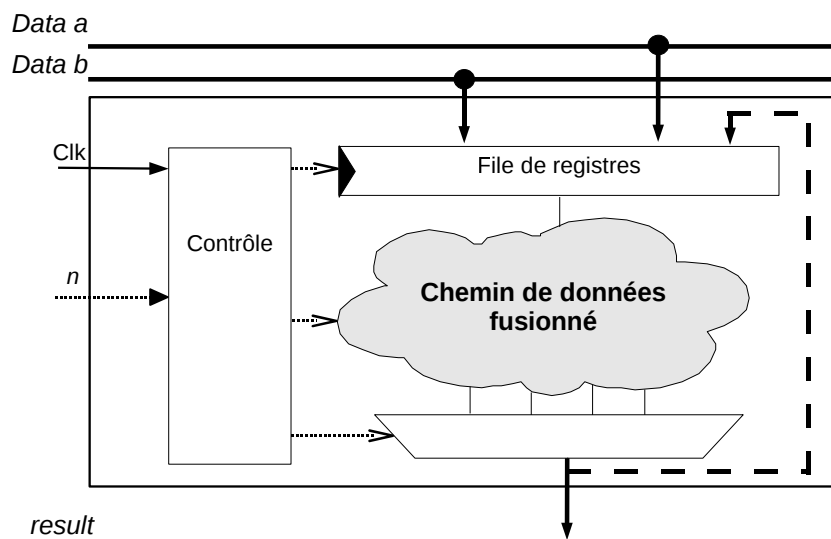 Data a
Data b
Clk
File de registres
Contrôle
n
Chemin de données
fusionné
result